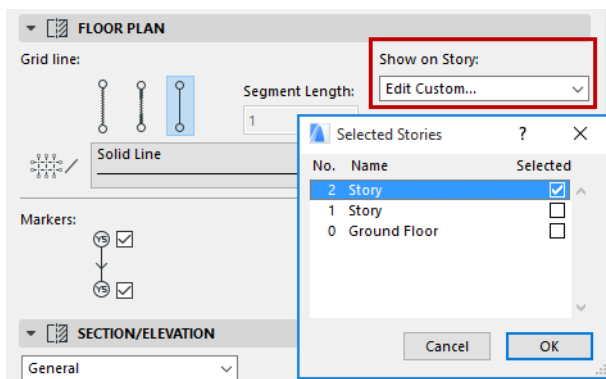 FLOOR PLAN
Grid line:
Show on Story:
Segment Length:
Edit Custom...
1
Solid Line
Selected Stories ?
No. Name Selected
2 Story
1 Story
0 Ground Floor
Markers:
YS
YS
SECTION/ELEVATION
Cancel OK
General